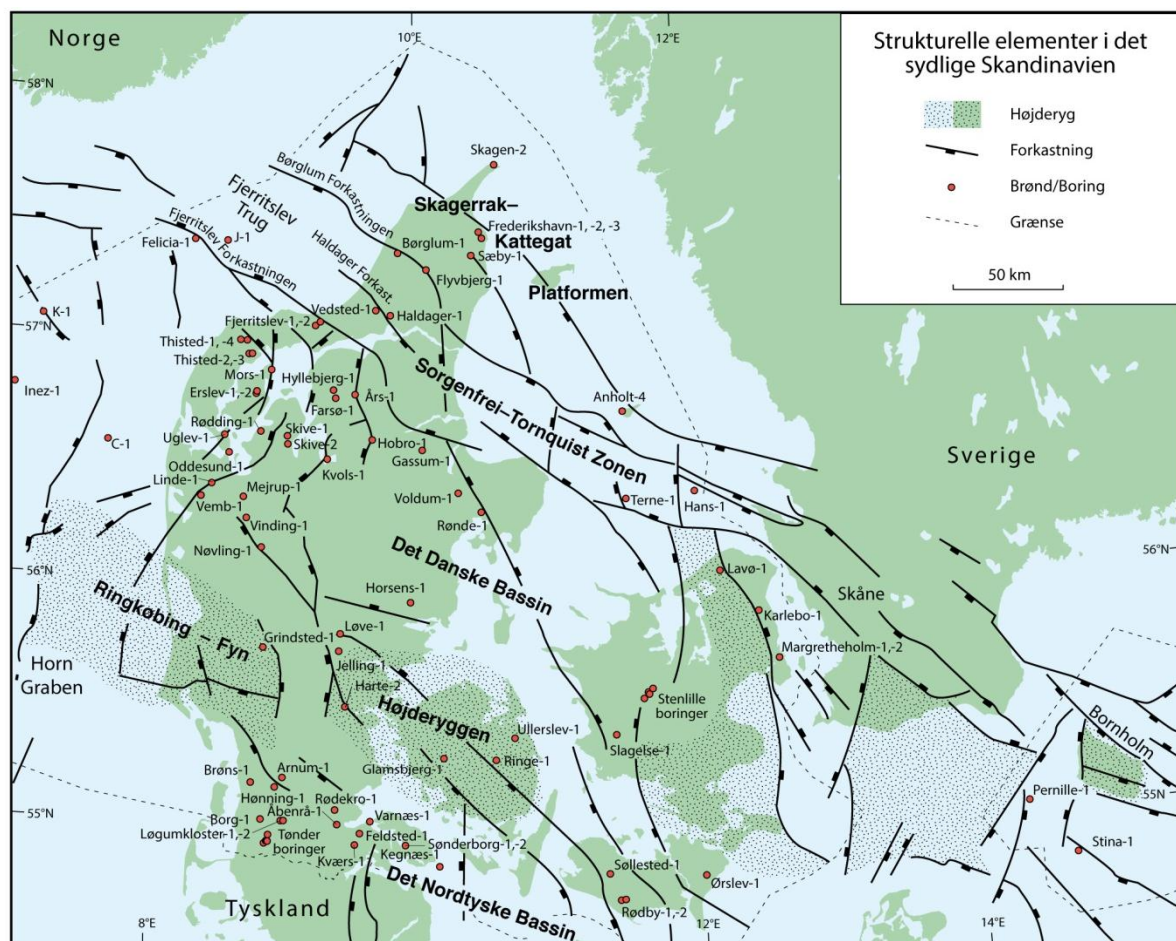 Norge
10°E
12°E
58°N
Strukturelle elementer i det
sydlige Skandinavien
Højderyg
Forkastning
Brønd/Boring
Grænse
50 km
Skagen-2
Børglum Forkastningen
Fjerritslev
Trug
Skagerrak–
Kattegat
Platformen
Frederikshavn-1, -2, -3
Fjerritslev Forkastningen
Felicia-1
J-1
Børglum-1
Sæby-1
Flyvbjerg-1
Haldager Forkast.
K-1
Vedsted-1
57°N
Fjerritslev-1,-2
Haldager-1
Thisted-1, -4
Thisted-2,-3
Mors-1
Hyllebjerg-1
Inez-1
Erslev-1,-2
Farsø-1
Års-1
Sorgenfrei–Tornquist Zonen
Anholt-4
Rødding-1
Skive-1
Uglev-1
Skive-2
C-1
Hobro-1
Gassum-1
Sverige
Oddesund-1
Kvols-1
Linde-1
Mejrup-1
Voldum-1
Terne-1
Hans-1
Vemb-1
Vinding-1
Rønde-1
Nøvling-1
Det Danske Bassin
56°N
56°N
Lavø-1
Horsens-1
Skåne
Karlebo-1
Ringkøbing – Fyn
Højderyggen
Løve-1
Grindsted-1
Margretheholm-1,-2
Horn
Graben
Jelling-1
Harte-2
Stenlille
boringer
Ullerslev-1
Slagelse-1
Bornholm
Glamsbjerg-1
Ringe-1
Brøns-1
Arnum-1
Hønning-1
Rødekro-1
Pernille-1
55°N
55°N
Åbenrå-1
Borg-1
Varnæs-1
Løgumkloster-1,-2
Feldsted-1
Sønderborg-1,-2
Tønder
boringer
Kværs-1
Kegnæs-1
Stina-1
Søllested-1
Ørslev-1
Det Nordtyske Bassin
Rødby-1,-2
Tyskland
8°E
10°E
12°E
14°E